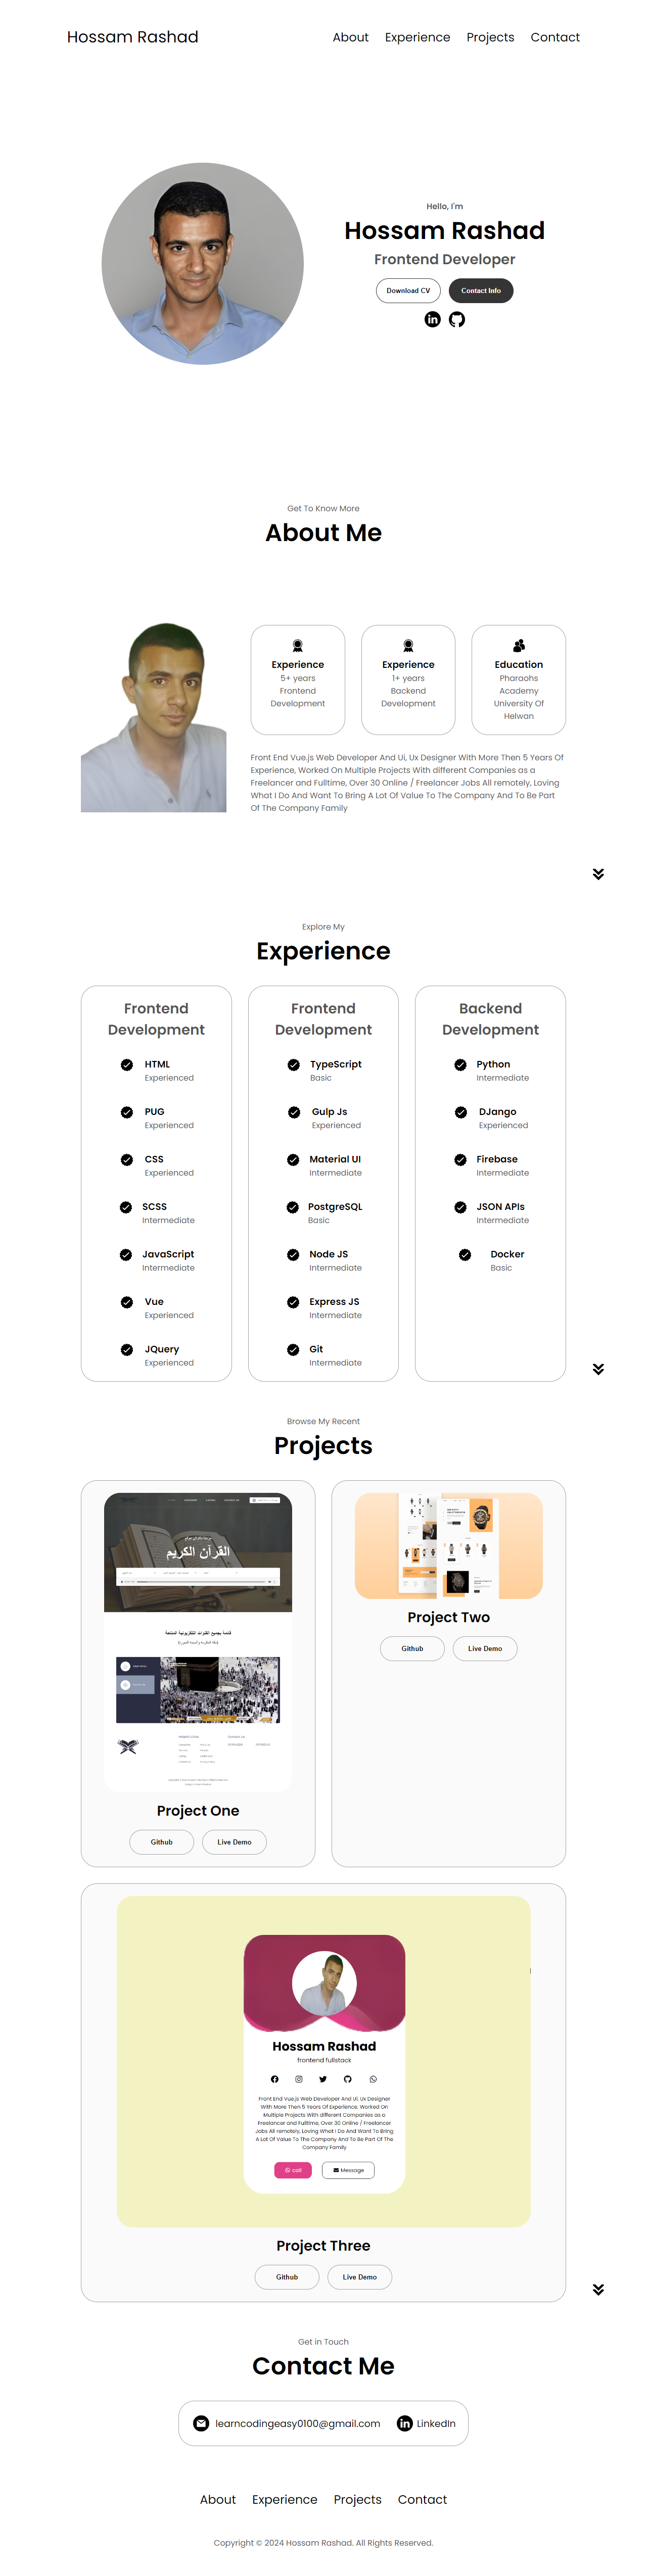 Hossam Rashad
About Experience Projects Contact
Hello, I'm
Hossam Rashad
Frontend Developer
Download CV Contact Info
Get To Know More
About Me
Experience
5+ years
Frontend
Development
Experience
1+ years
Backend
Development
Education
Pharaohs
Academy
University Of
Helwan
Front End Vue.js Web Developer And Ui, Ux Designer With More Then 5 Years Of
Experience, Worked On Multiple Projects With different Companies as a
Freelancer and Fulltime, Over 30 Online / Freelancer Jobs All remotely, Loving
What I Do And Want To Bring A Lot Of Value To The Company And To Be Part
Of The Company Family
Explore My
Experience
Frontend
Development
HTML
Experienced
PUG
Experienced
CSS
Experienced
SCSS
Intermediate
JavaScript
Intermediate
Vue
Experienced
JQuery
Experienced
Frontend
Development
TypeScript
Basic
Gulp Js
Experienced
Material UI
Intermediate
PostgreSQL
Basic
Node JS
Intermediate
Express JS
Intermediate
Git
Intermediate
Backend
Development
Python
Intermediate
DJango
Experienced
Firebase
Intermediate
JSON APIs
Intermediate
Docker
Basic
Browse My Recent
Projects
القرآن الكريم
قائمة بجميع القنوات التلفزيونية المتاحة
Project One
Github Live Demo
Project Two
Github Live Demo
Hossam Rashad
frontend fullstack
Front End Vue.js Web Developer And Ui, Ux Designer
With More Then 5 Years Of Experience, Worked On
Multiple Projects With different Companies as a
Freelancer and Fulltime, Over 30 Online / Freelancer
Jobs All remotely, Loving What I Do And Want To Bring
A Lot Of Value To The Company And To Be Part Of The
Company Family
call Message
Project Three
Github Live Demo
Get in Touch
Contact Me
learncodingeasy0100@gmail.com LinkedIn
About Experience Projects Contact
Copyright © 2024 Hossam Rashad. All Rights Reserved.